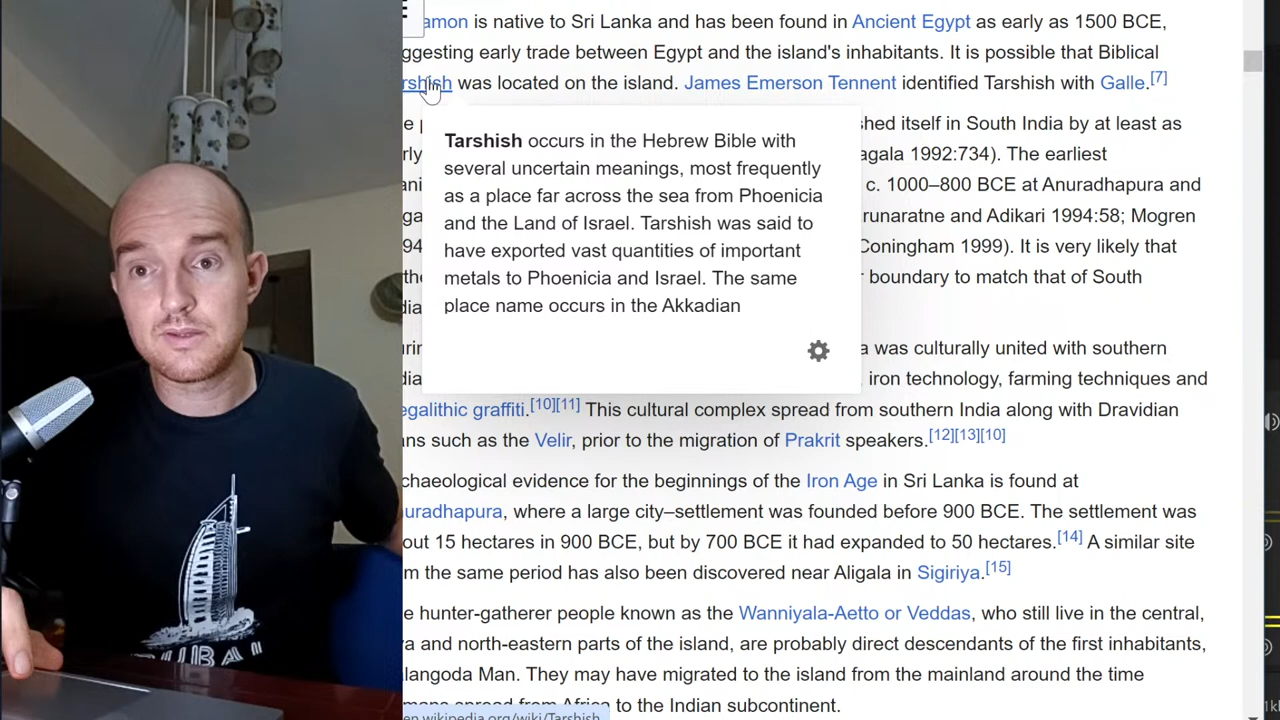 amon is native to Sri Lanka and has been found in Ancient Egypt as early as 1500 BCE,
ggesting early trade between Egypt and the island's inhabitants. It is possible that Biblical
rshish was located on the island. James Emerson Tennent identified Tarshish with Galle.[7]
Tarshish occurs in the Hebrew Bible with
several uncertain meanings, most frequently
as a place far across the sea from Phoenicia
and the Land of Israel. Tarshish was said to
have exported vast quantities of important
metals to Phoenicia and Israel. The same
place name occurs in the Akkadian
shed itself in South India by at least as
agala 1992:734). The earliest
c. 1000–800 BCE at Anuradhapura and
runaratne and Adikari 1994:58; Mogren
Coningham 1999). It is very likely that
r boundary to match that of South
a was culturally united with southern
iron technology, farming techniques and
egalithic graffiti.[10][11] This cultural complex spread from southern India along with Dravidian
ans such as the Velir, prior to the migration of Prakrit speakers.[12][13][10]
chaeological evidence for the beginnings of the Iron Age in Sri Lanka is found at
uradhapura, where a large city–settlement was founded before 900 BCE. The settlement was
out 15 hectares in 900 BCE, but by 700 BCE it had expanded to 50 hectares.[14] A similar site
m the same period has also been discovered near Aligala in Sigiriya.[15]
e hunter-gatherer people known as the Wanniyala-Aetto or Veddas, who still live in the central,
va and north-eastern parts of the island, are probably direct descendants of the first inhabitants,
langoda Man. They may have migrated to the island from the mainland around the time
mans spread from Africa to the Indian subcontinent.
en.wikipedia.org/wiki/Tarshish
DUBAI